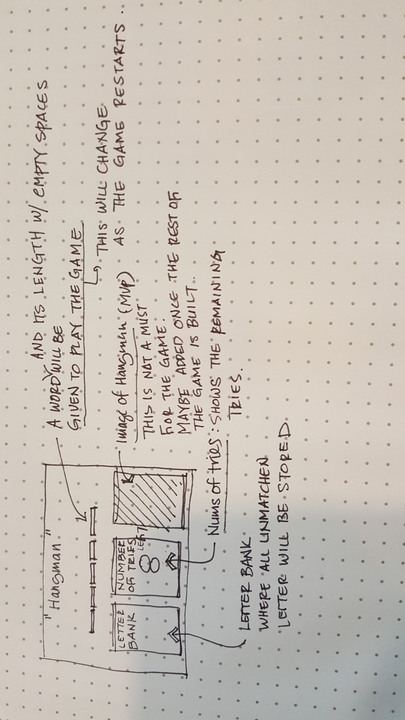 "Hangman"
LETTER
BANK
NUMBER
OF TRIES
LEFT
8
AND ITS LENGTH W/ EMPTY SPACES
A WORD WILL BE
GIVEN TO PLAY THE GAME
THIS WILL CHANGE
AS THE GAME RESTARTS..
Image of Hangman (MVP)
THIS IS NOT A MUST
FOR THE GAME.
MAYBE ADDED ONCE THE REST OF
THE GAME IS BUILT.
Nums of tries: SHOWS THE REMAINING
TRIES.
LETTER BANK
WHERE ALL UNMATCHEN
LETTER WILL BE STORED.